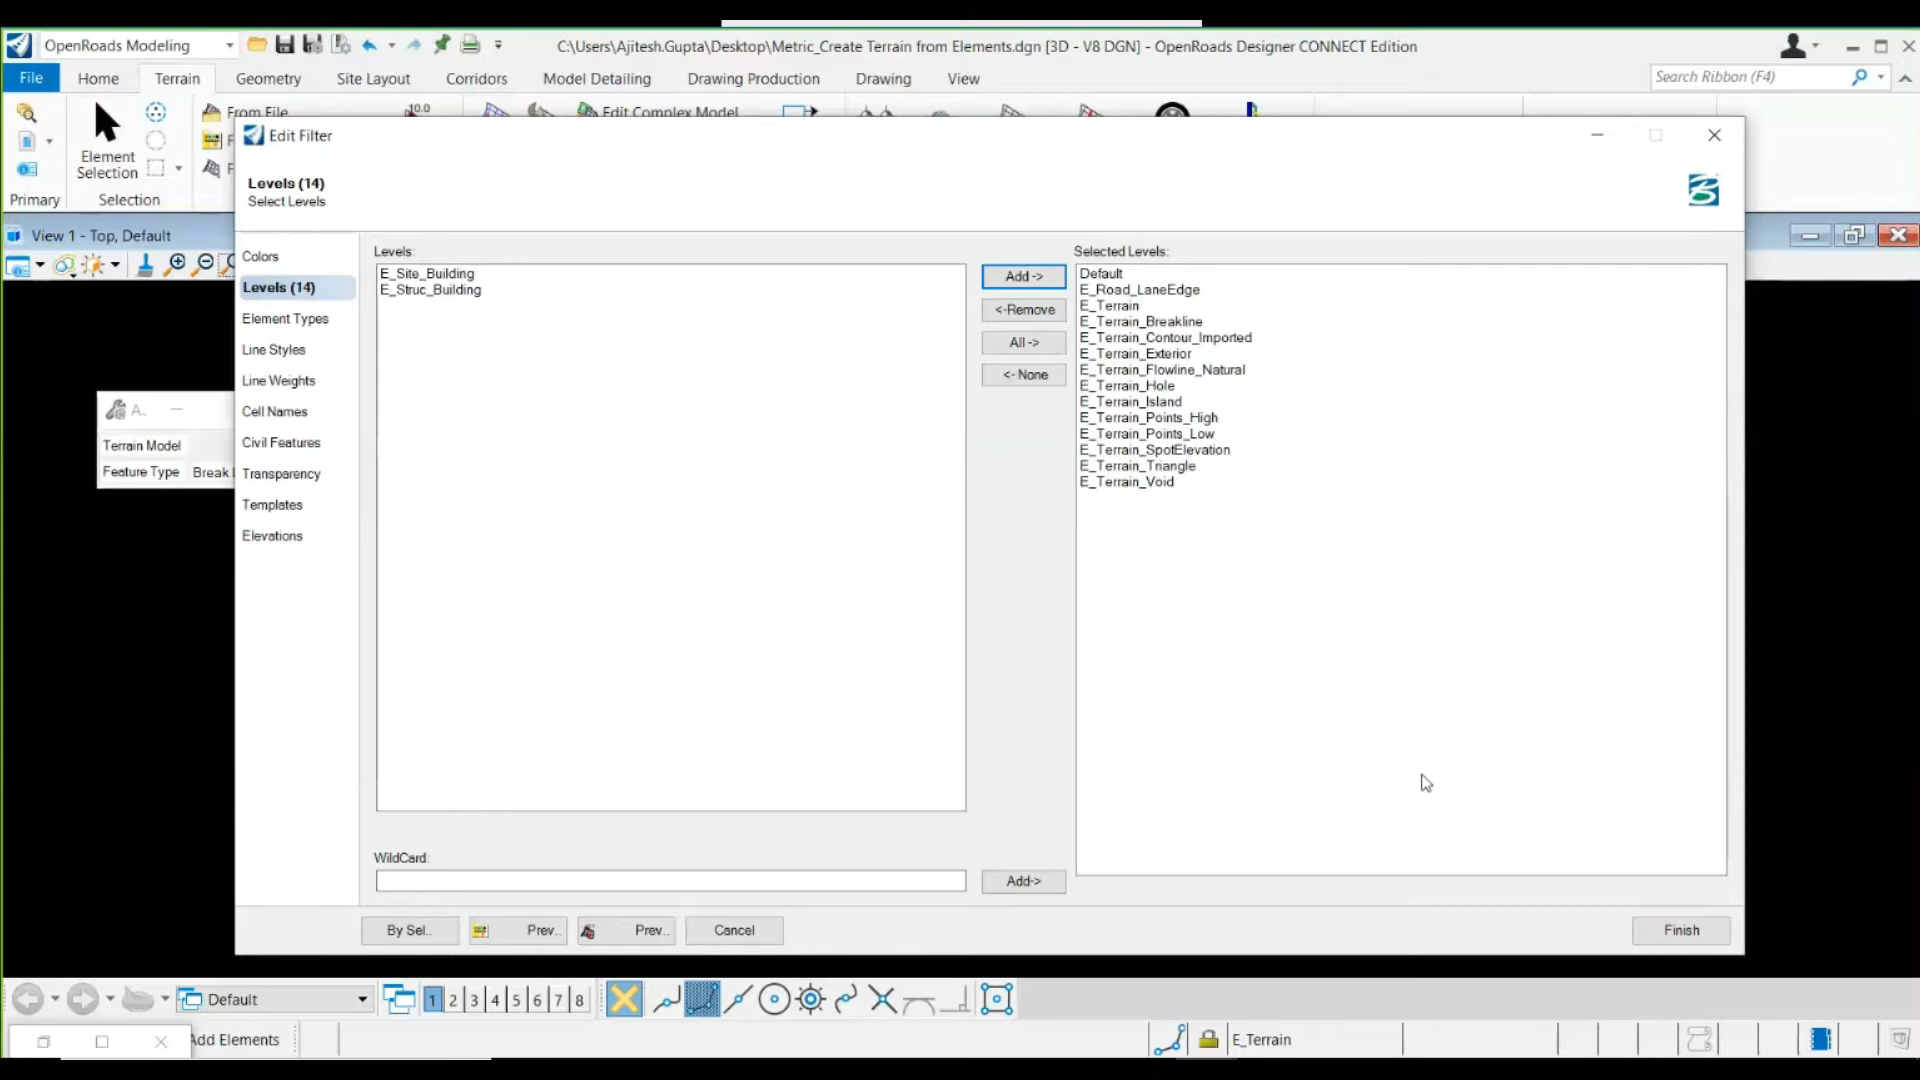 OpenRoads Modeling
C:\Users\Ajitesh.Gupta\Desktop\Metric_Create Terrain from Elements.dgn [3D - V8 DGN] - OpenRoads Designer CONNECT Edition
File
Home
Terrain
Geometry
Site Layout
Corridors
Model Detailing
Drawing Production
Drawing
View
Search Ribbon (F4)
From File
10.0
Edit Complex Model
Element
Selection
Primary
Selection
Edit Filter
Levels (14)
Select Levels
View 1 - Top, Default
Colors
Levels (14)
Element Types
Line Styles
Line Weights
Cell Names
Civil Features
Transparency
Templates
Elevations
Levels:
E_Site_Building
E_Struc_Building
Add ->
<-Remove
All ->
<- None
Selected Levels:
Default
E_Road_LaneEdge
E_Terrain
E_Terrain_Breakline
E_Terrain_Contour_Imported
E_Terrain_Exterior
E_Terrain_Flowline_Natural
E_Terrain_Hole
E_Terrain_Island
E_Terrain_Points_High
E_Terrain_Points_Low
E_Terrain_SpotElevation
E_Terrain_Triangle
E_Terrain_Void
A..
Terrain Model
Feature Type Break
WildCard:
Add->
By Sel..
Prev..
Prev..
Cancel
Finish
Default
1 2 3 4 5 6 7 8
Add Elements
E_Terrain